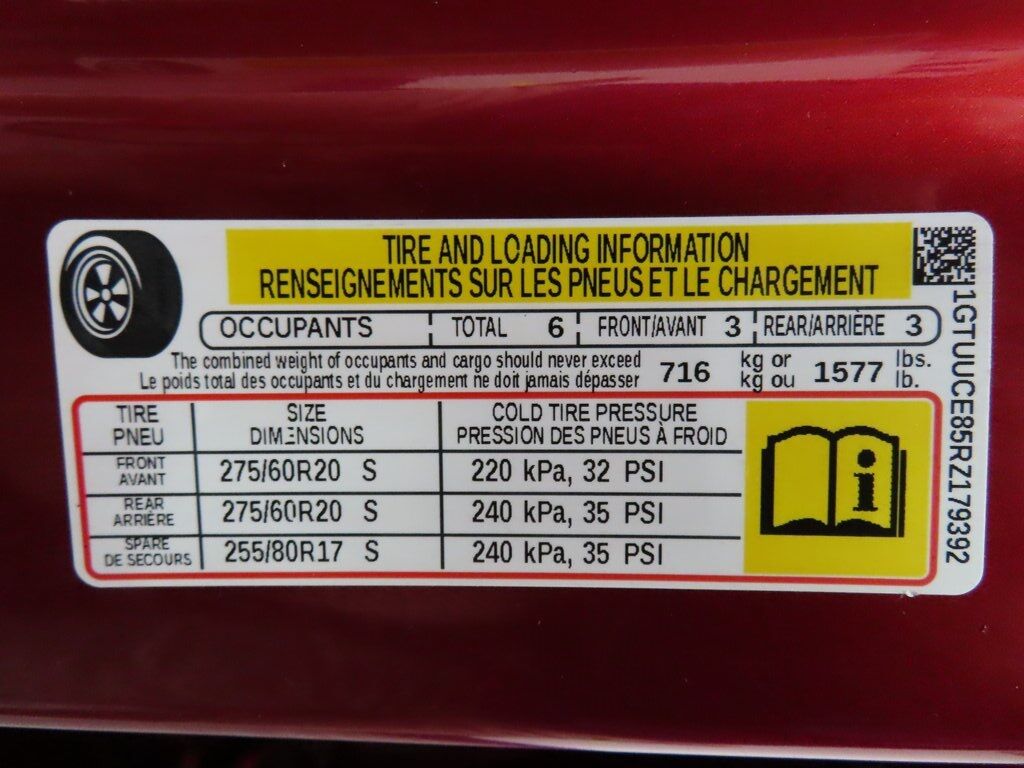 TIRE AND LOADING INFORMATION
RENSEIGNEMENTS SUR LES PNEUS ET LE CHARGEMENT
OCCUPANTS TOTAL 6 FRONT/AVANT 3 REAR/ARRIÈRE 3
The combined weight of occupants and cargo should never exceed 716 kg or 1577 lbs.
Le poids total des occupants et du chargement ne doit jamais dépasser kg ou lb.
TIRE SIZE COLD TIRE PRESSURE
PNEU DIMENSIONS PRESSION DES PNEUS À FROID
FRONT
AVANT 275/60R20 S 220 kPa, 32 PSI
REAR
ARRIÈRE 275/60R20 S 240 kPa, 35 PSI
SPARE
DE SECOURS 255/80R17 S 240 kPa, 35 PSI
i
1GTUUCE85RZ179392